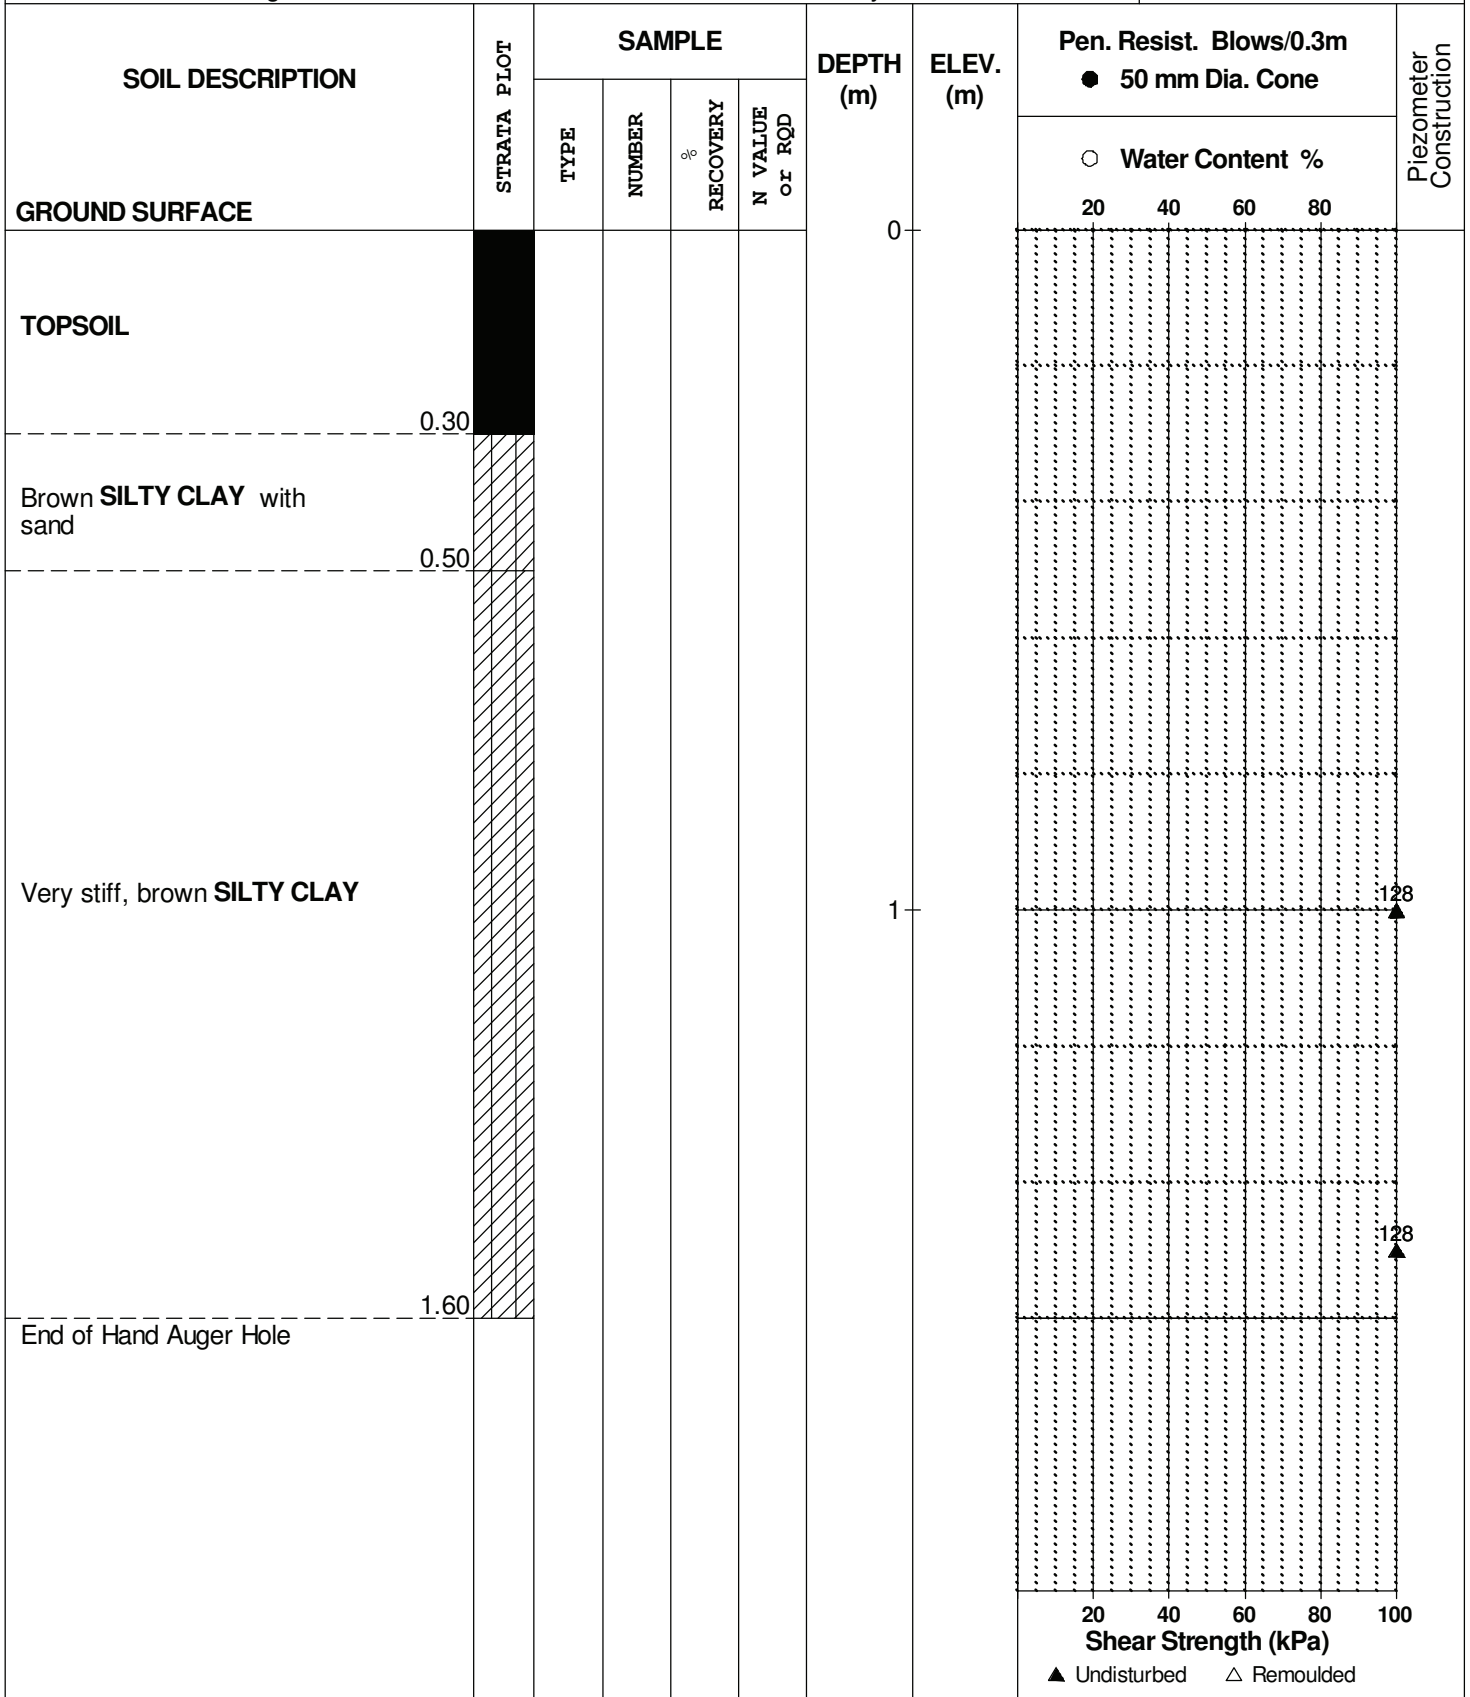 SOIL DESCRIPTION
GROUND SURFACE
STRATA PLOT
SAMPLE
TYPE
NUMBER
%
RECOVERY
N VALUE
or RQD
DEPTH
(m)
ELEV.
(m)
Pen. Resist. Blows/0.3m
● 50 mm Dia. Cone
○ Water Content %
20 40 60 80
Piezometer
Construction
0
TOPSOIL
0.30
Brown SILTY CLAY with
sand
0.50
Very stiff, brown SILTY CLAY
1
128
128
1.60
End of Hand Auger Hole
20 40 60 80 100
Shear Strength (kPa)
▲ Undisturbed △ Remoulded